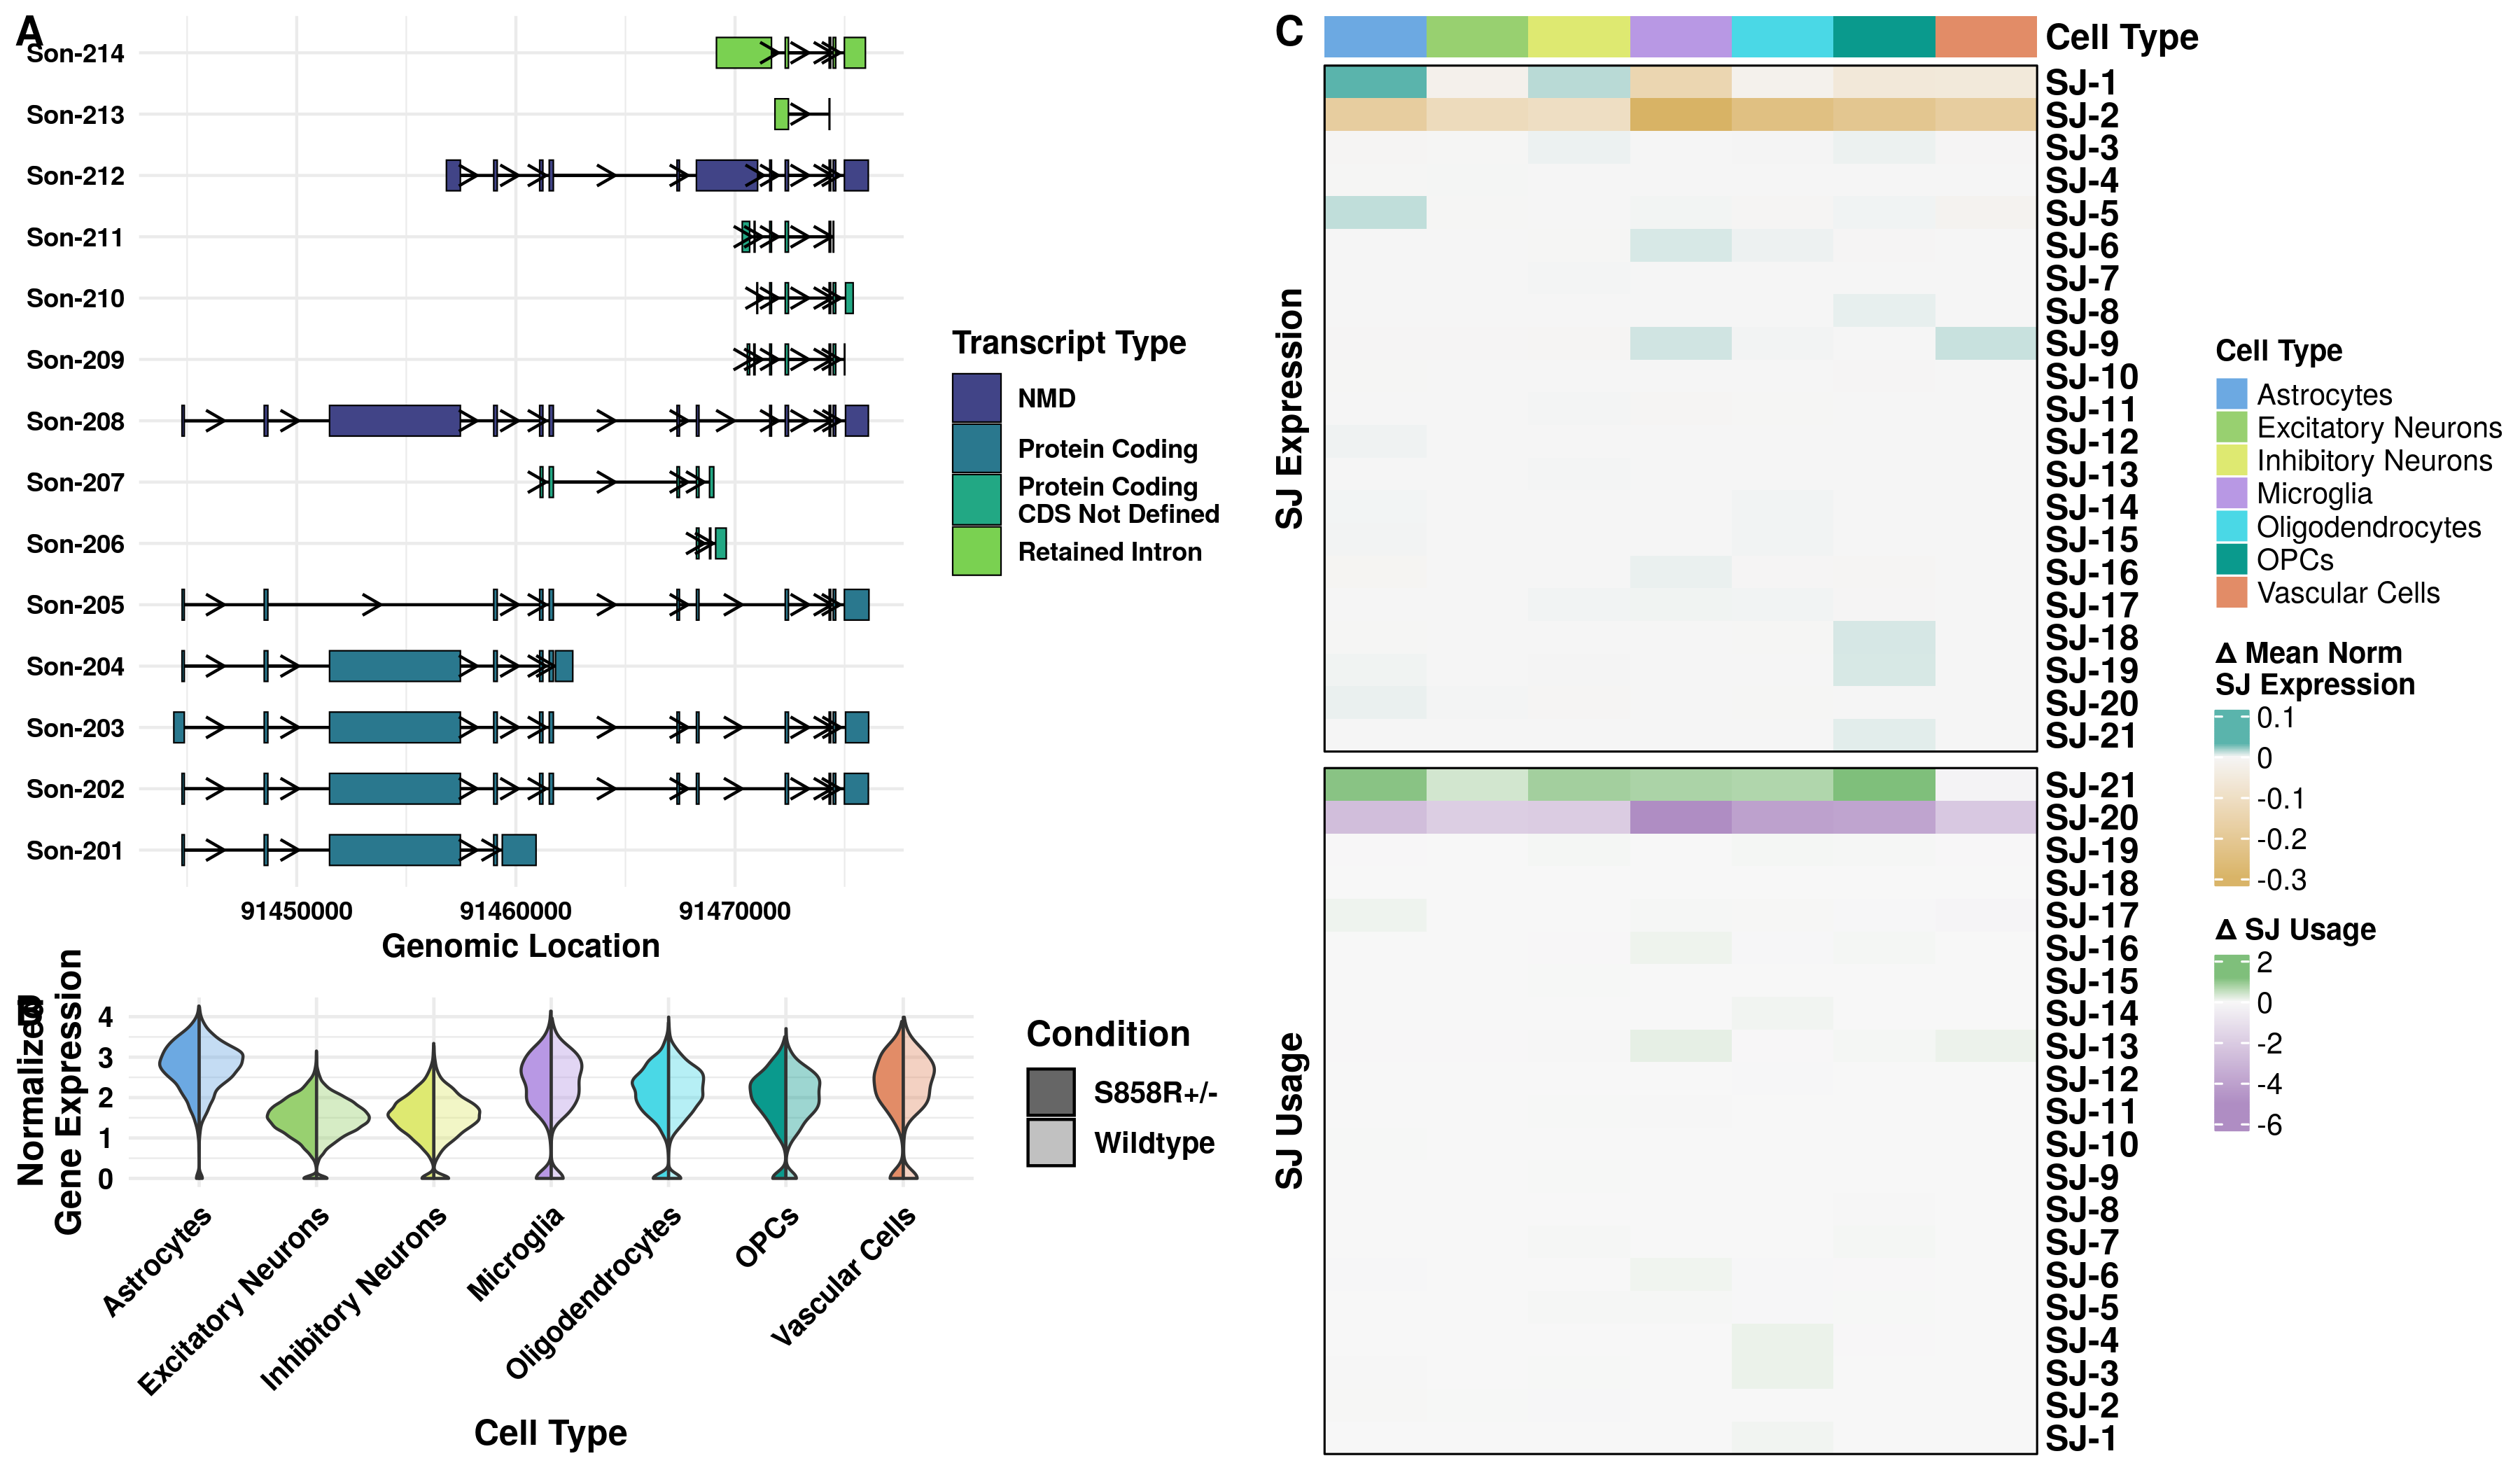 A
Son-214
Son-213
Son-212
Son-211
Son-210
Son-209
Son-208
Son-207
Son-206
Son-205
Son-204
Son-203
Son-202
Son-201
91450000
91460000
91470000
Genomic Location
Transcript Type
NMD
Protein Coding
Protein Coding
CDS Not Defined
Retained Intron
B
Normalized
Gene Expression
4
3
2
1
0
Astrocytes
Excitatory Neurons
Inhibitory Neurons
Microglia
Oligodendrocytes
OPCs
Vascular Cells
Cell Type
Condition
S858R+/-
Wildtype
C
Cell Type
SJ Expression
SJ-1
SJ-2
SJ-3
SJ-4
SJ-5
SJ-6
SJ-7
SJ-8
SJ-9
SJ-10
SJ-11
SJ-12
SJ-13
SJ-14
SJ-15
SJ-16
SJ-17
SJ-18
SJ-19
SJ-20
SJ-21
SJ Usage
SJ-21
SJ-20
SJ-19
SJ-18
SJ-17
SJ-16
SJ-15
SJ-14
SJ-13
SJ-12
SJ-11
SJ-10
SJ-9
SJ-8
SJ-7
SJ-6
SJ-5
SJ-4
SJ-3
SJ-2
SJ-1
Cell Type
Astrocytes
Excitatory Neurons
Inhibitory Neurons
Microglia
Oligodendrocytes
OPCs
Vascular Cells
Δ Mean Norm
SJ Expression
0.1
0
-0.1
-0.2
-0.3
Δ SJ Usage
2
0
-2
-4
-6